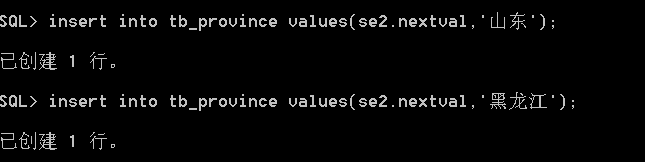 SQL> insert into tb_province values(se2.nextval,'山东');
已创建 1 行。
SQL> insert into tb_province values(se2.nextval,'黑龙江');
已创建 1 行。